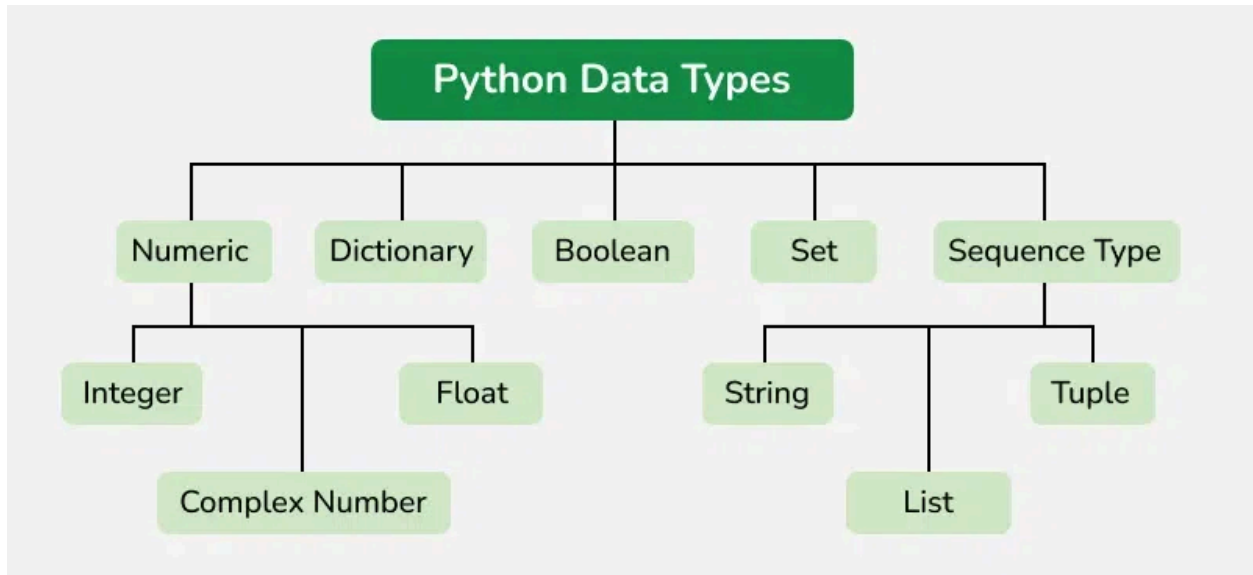 Python Data Types
Numeric
Dictionary
Boolean
Set
Sequence Type
Integer
Float
String
Tuple
Complex Number
List